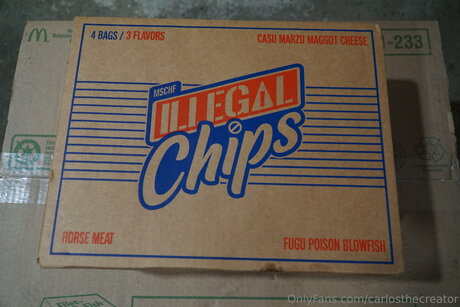 4 BAGS / 3 FLAVORS
CASU MARZU MAGGOT CHEESE
-233
MSCHF
ILLEGAL
Chips
HORSE MEAT
FUGU POISON BLOWFISH
OnlyFans.com/carlosthecreator